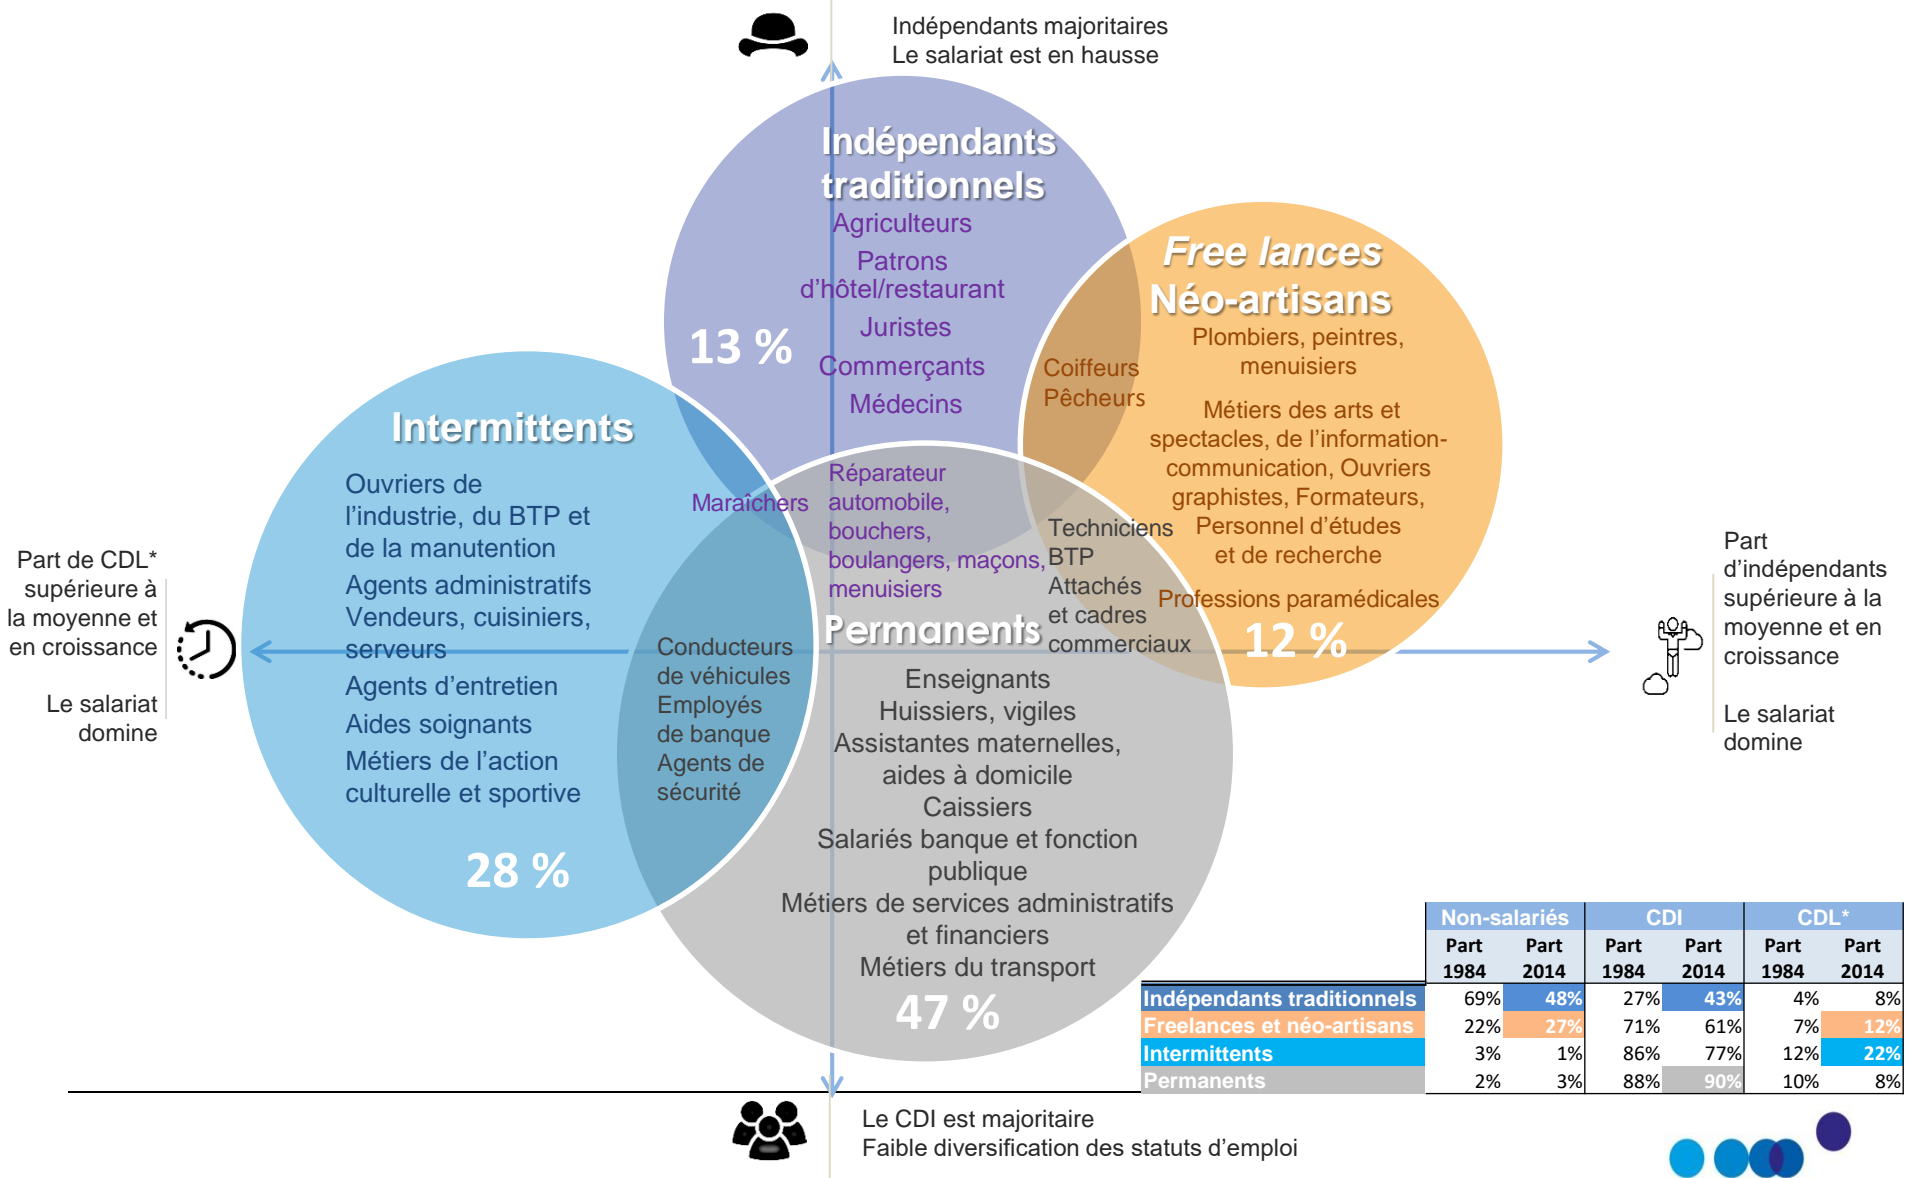 Indépendants majoritaires
Le salariat est en hausse
Indépendants
traditionnels
Agriculteurs
Patrons
d'hôtel/restaurant
Juristes
Commerçants
Médecins
13 %
Free lances
Néo-artisans
Plombiers, peintres,
menuisiers
Métiers des arts et
spectacles, de l'information-
communication, Ouvriers
graphistes, Formateurs,
Personnel d'études
et de recherche
Professions paramédicales
12 %
Coiffeurs
Pêcheurs
Intermittents
Ouvriers de
l'industrie, du BTP et
de la manutention
Agents administratifs
Vendeurs, cuisiniers,
serveurs
Agents d'entretien
Aides soignants
Métiers de l'action
culturelle et sportive
28 %
Maraîchers
Réparateur
automobile,
bouchers,
boulangers, maçons,
menuisiers
Techniciens
BTP
Attachés
et cadres
commerciaux
Conducteurs
de véhicules
Employés
de banque
Agents de
sécurité
Permanents
Enseignants
Huissiers, vigiles
Assistantes maternelles,
aides à domicile
Caissiers
Salariés banque et fonction
publique
Métiers de services administratifs
et financiers
Métiers du transport
47 %
Part de CDL*
supérieure à
la moyenne et
en croissance
Le salariat
domine
Part
d'indépendants
supérieure à la
moyenne et en
croissance
Le salariat
domine
Non-salariés CDI CDL*
Part Part Part Part Part Part
1984 2014 1984 2014 1984 2014
Indépendants traditionnels 69% 48% 27% 43% 4% 8%
Freelances et néo-artisans 22% 27% 71% 61% 7% 12%
Intermittents 3% 1% 86% 77% 12% 22%
Permanents 2% 3% 88% 90% 10% 8%
Le CDI est majoritaire
Faible diversification des statuts d'emploi